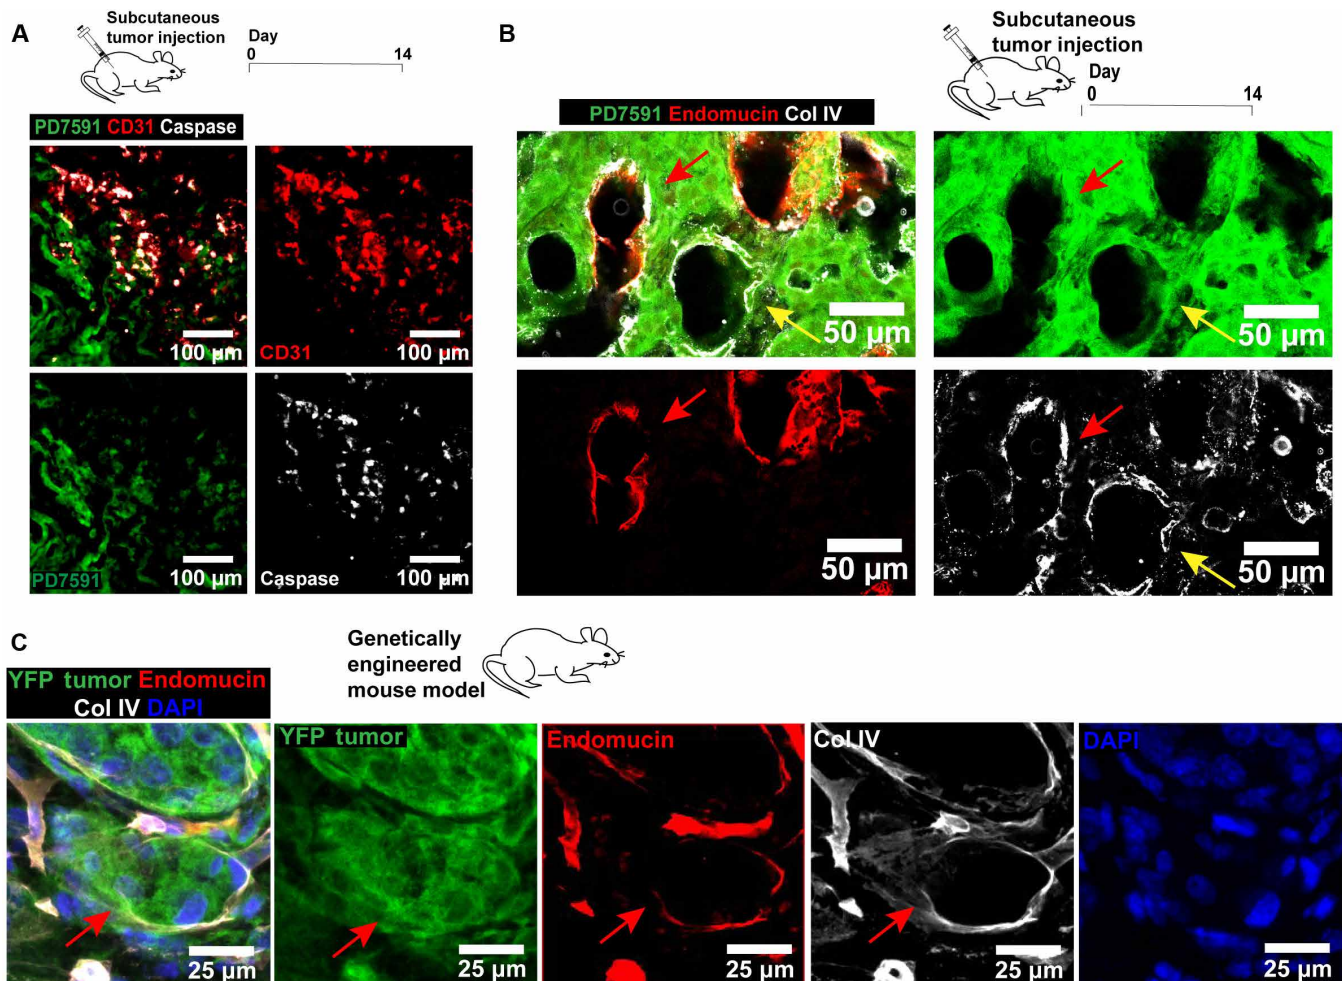 A
Subcutaneous
tumor injection
Day
0 14
PD7591 CD31 Caspase
100 µm
CD31
100 µm
PD7591
100 µm
Caspase
100 µm
B
Subcutaneous
tumor injection
Day
0 14
PD7591 Endomucin Col IV
50 µm
50 µm
50 µm
50 µm
C
Genetically
engineered
mouse model
YFP tumor Endomucin
Col IV DAPI
25 µm
YFP tumor
25 µm
Endomucin
25 µm
Col IV
25 µm
DAPI
25 µm